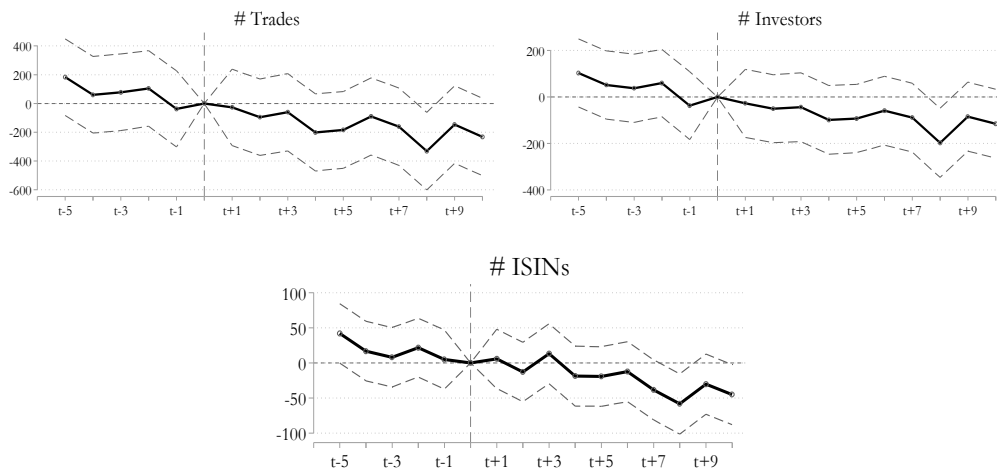 # Trades
400
200
0
-200
-400
-600
t-5 t-3 t-1 t+1 t+3 t+5 t+7 t+9
# Investors
200
0
-200
-400
t-5 t-3 t-1 t+1 t+3 t+5 t+7 t+9
# ISINs
100
50
0
-50
-100
t-5 t-3 t-1 t+1 t+3 t+5 t+7 t+9